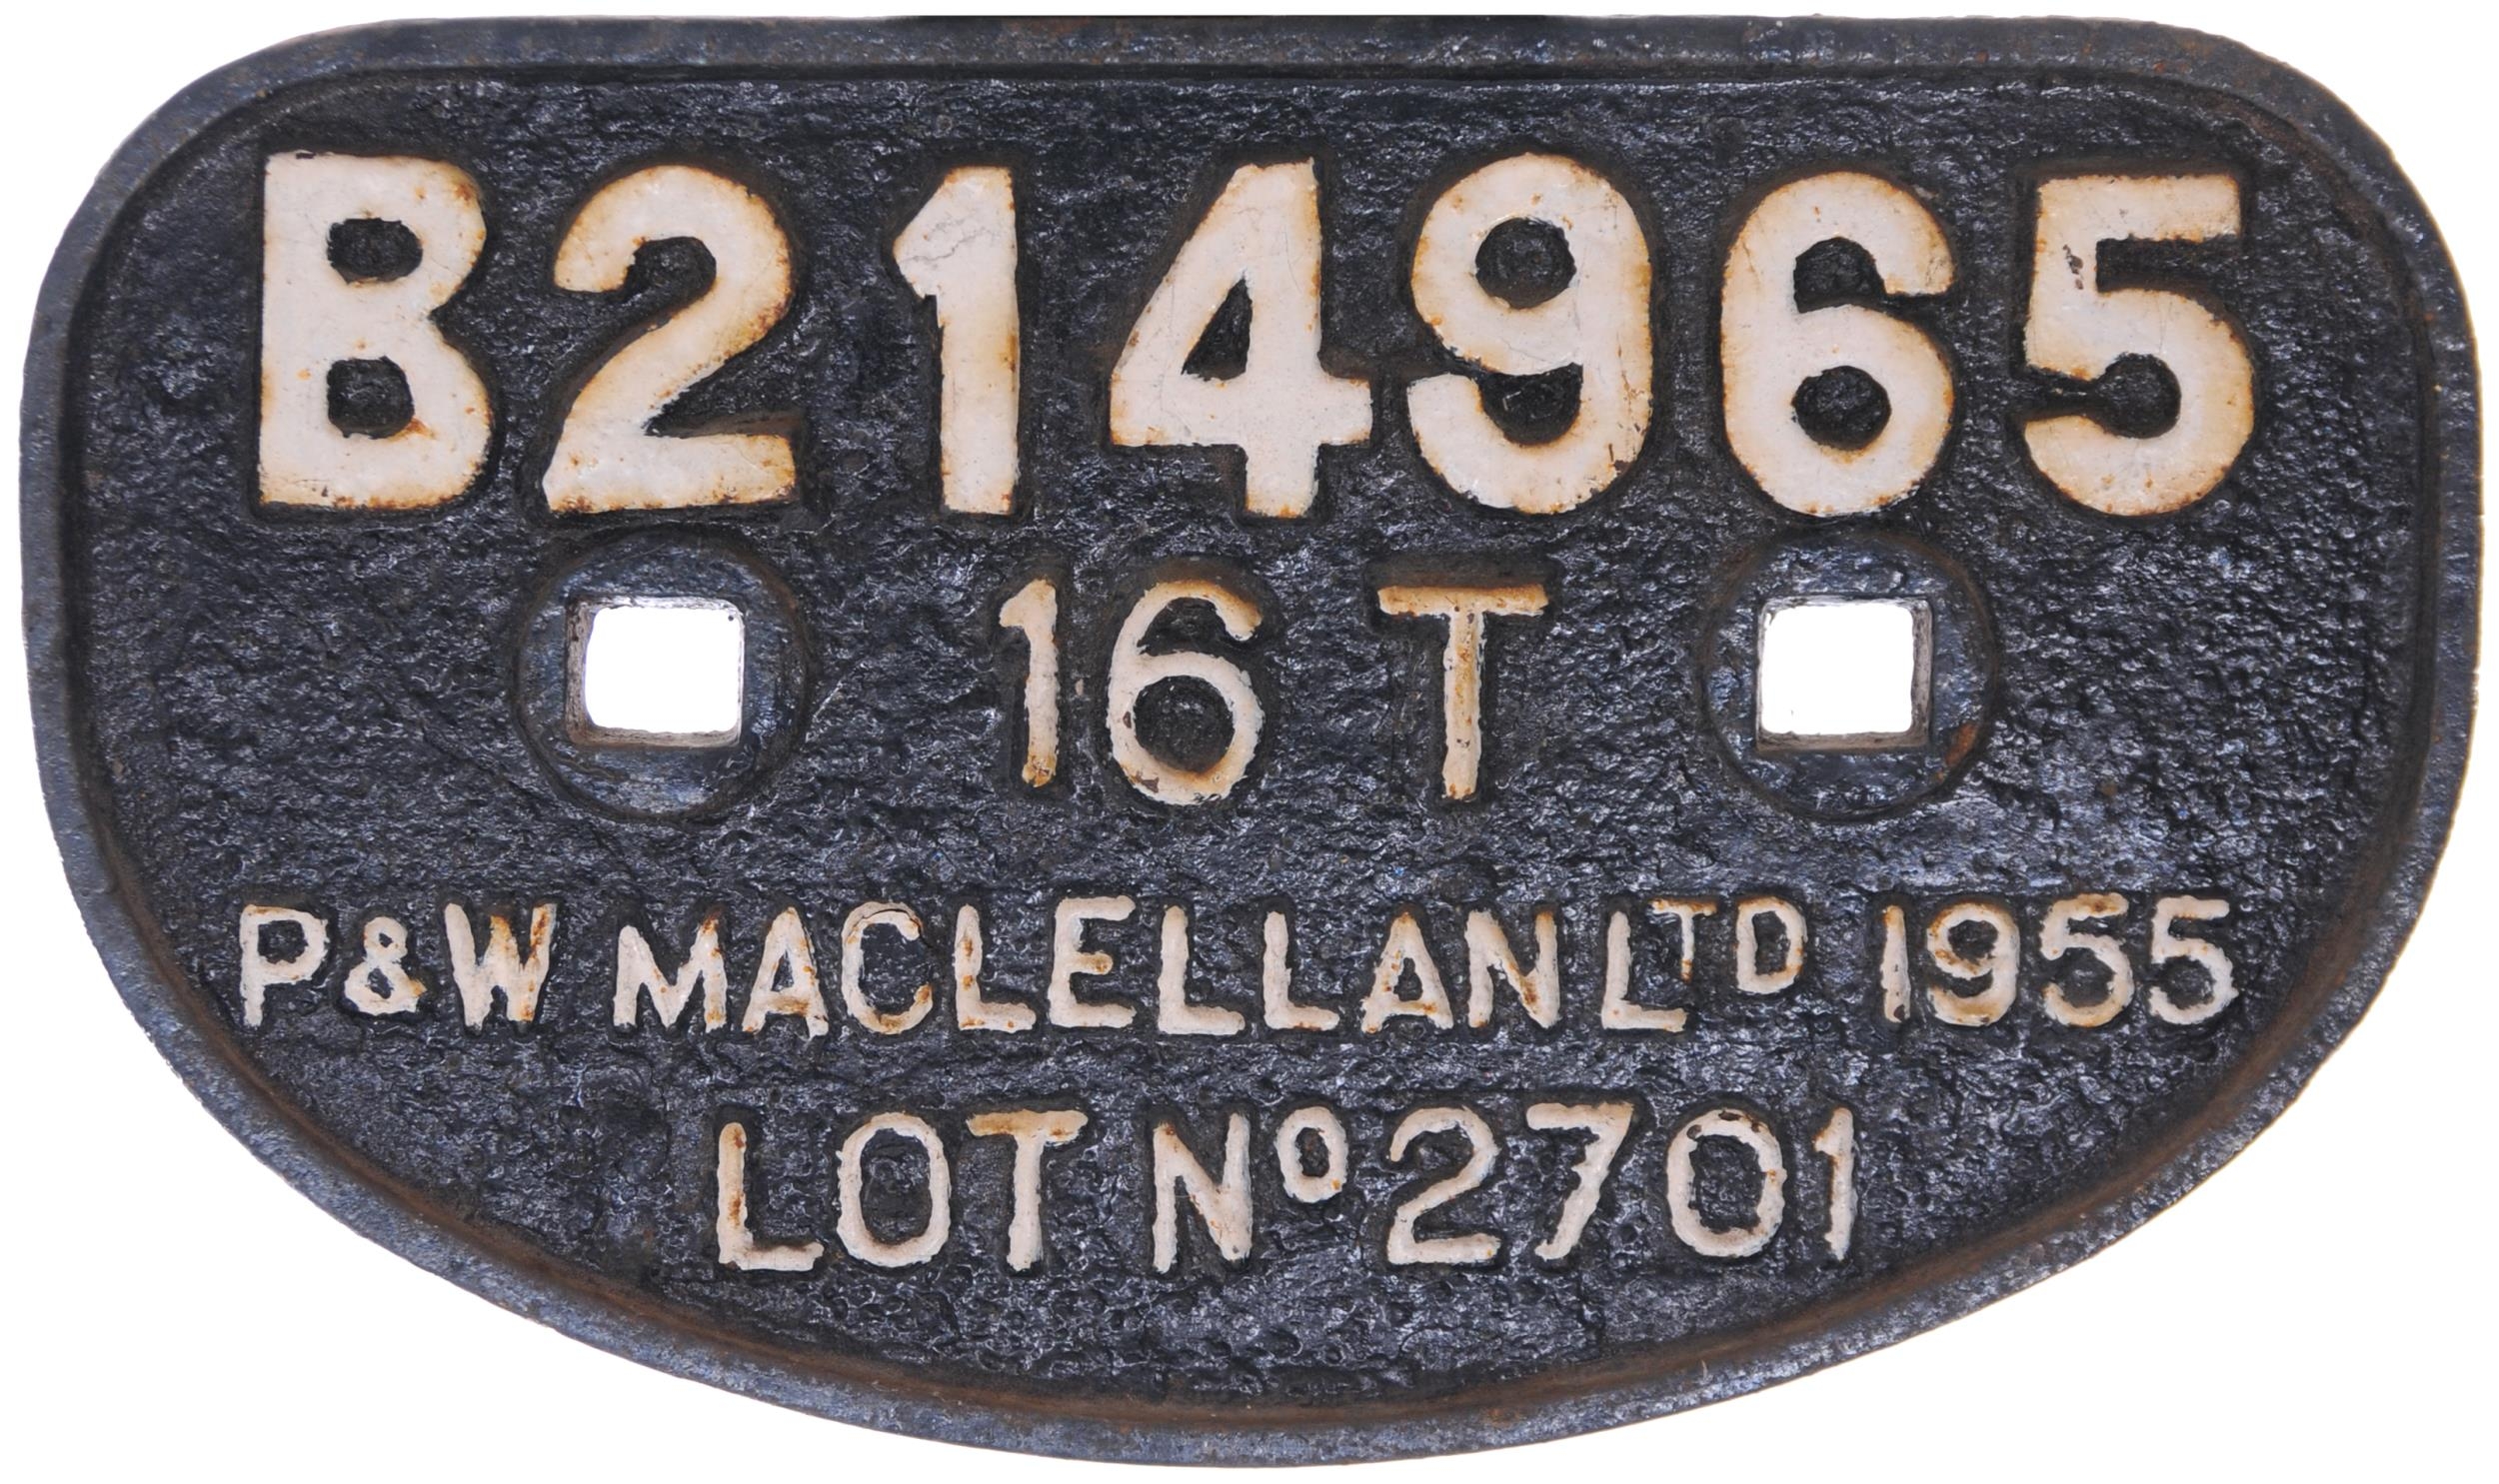 B214965
16 T
P&W MACLELLAN LTD 1955
LOT NO 2701